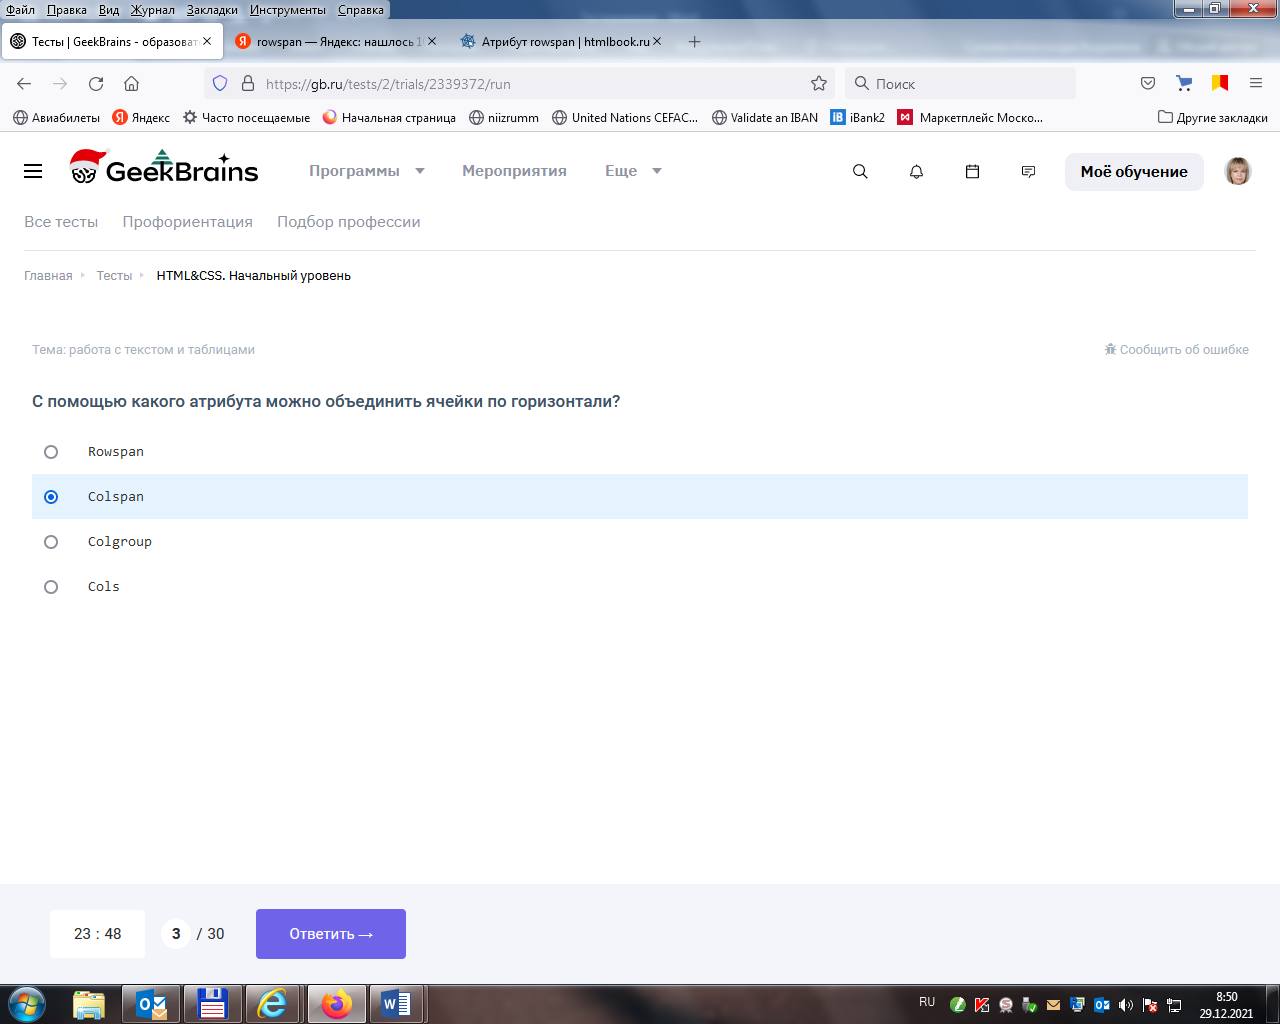 Файл Правка Вид Журнал Закладки Инструменты Справка
Тесты | GeekBrains - образоват
rowspan — Яндекс: нашлось 1
Атрибут rowspan | htmlbook.ru
https://gb.ru/tests/2/trials/2339372/run
Поиск
Авиабилеты Яндекс Часто посещаемые Начальная страница niizrumm United Nations CEFAC... Validate an IBAN iBank2 Маркетплейс Моско... Другие закладки
GeekBrains Программы Мероприятия Еще Моё обучение
Все тесты Профориентация Подбор профессии
Главная Тесты HTML&CSS. Начальный уровень
Тема: работа с текстом и таблицами Сообщить об ошибке
С помощью какого атрибута можно объединить ячейки по горизонтали?
Rowspan
Colspan
Colgroup
Cols
23 : 48 3 / 30 Ответить →
RU 8:50
29.12.2021